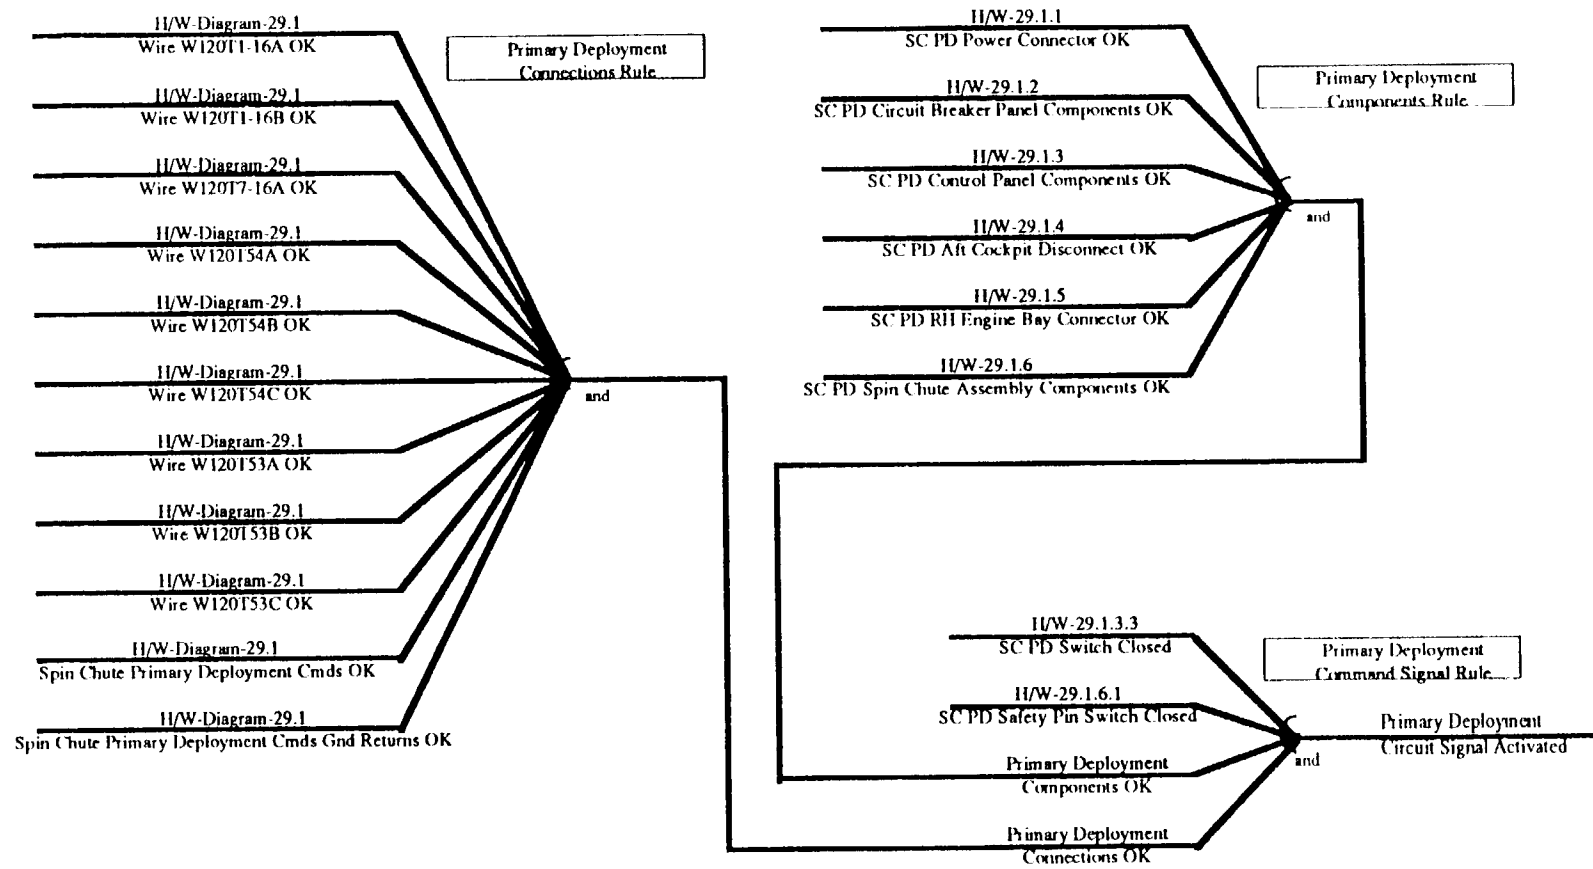 H/W-Diagram-29.1
Wire W120T1-16A OK
H/W-Diagram-29.1
Wire W120T1-16B OK
H/W-Diagram-29.1
Wire W120T7-16A OK
H/W-Diagram-29.1
Wire W120T54A OK
H/W-Diagram-29.1
Wire W120T54B OK
H/W-Diagram-29.1
Wire W120T54C OK
H/W-Diagram-29.1
Wire W120T53A OK
H/W-Diagram-29.1
Wire W120T53B OK
H/W-Diagram-29.1
Wire W120T53C OK
H/W-Diagram-29.1
Spin Chute Primary Deployment Cmds OK
H/W-Diagram-29.1
Spin Chute Primary Deployment Cmds Gnd Returns OK
Primary Deployment
Connections Rule
and
H/W-29.1.1
SC PD Power Connector OK
H/W-29.1.2
SC PD Circuit Breaker Panel Components OK
H/W-29.1.3
SC PD Control Panel Components OK
H/W-29.1.4
SC PD Aft Cockpit Disconnect OK
H/W-29.1.5
SC PD RH Engine Bay Connector OK
H/W-29.1.6
SC PD Spin Chute Assembly Components OK
Primary Deployment
Components Rule
and
H/W-29.1.3.3
SC PD Switch Closed
H/W-29.1.6.1
SC PD Safety Pin Switch Closed
Primary Deployment
Components OK
Primary Deployment
Connections OK
Primary Deployment
Command Signal Rule
and
Primary Deployment
Circuit Signal Activated